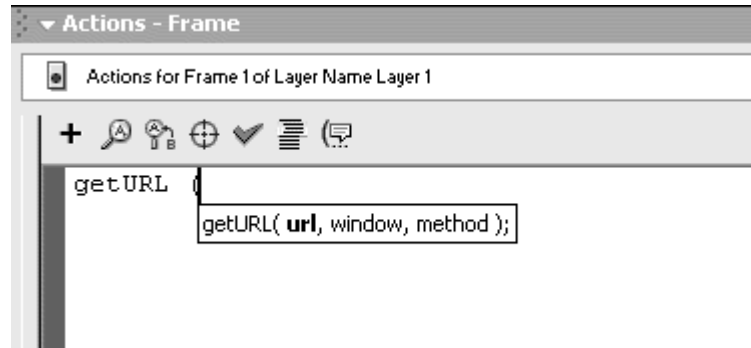 Actions - Frame
Actions for Frame 1 of Layer Name Layer 1
getURL (
getURL( url, window, method );